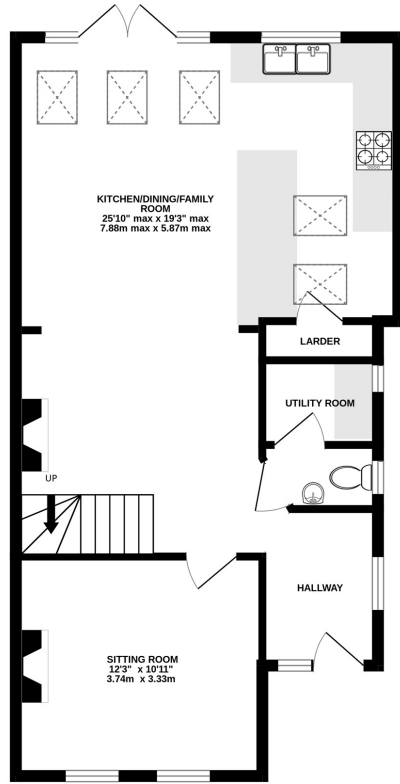 KITCHEN/DINING/FAMILY
ROOM
25'10" max x 19'3" max
7.88m max x 5.87m max
LARDER
UTILITY ROOM
UP
HALLWAY
SITTING ROOM
12'3" x 10'11"
3.74m x 3.33m